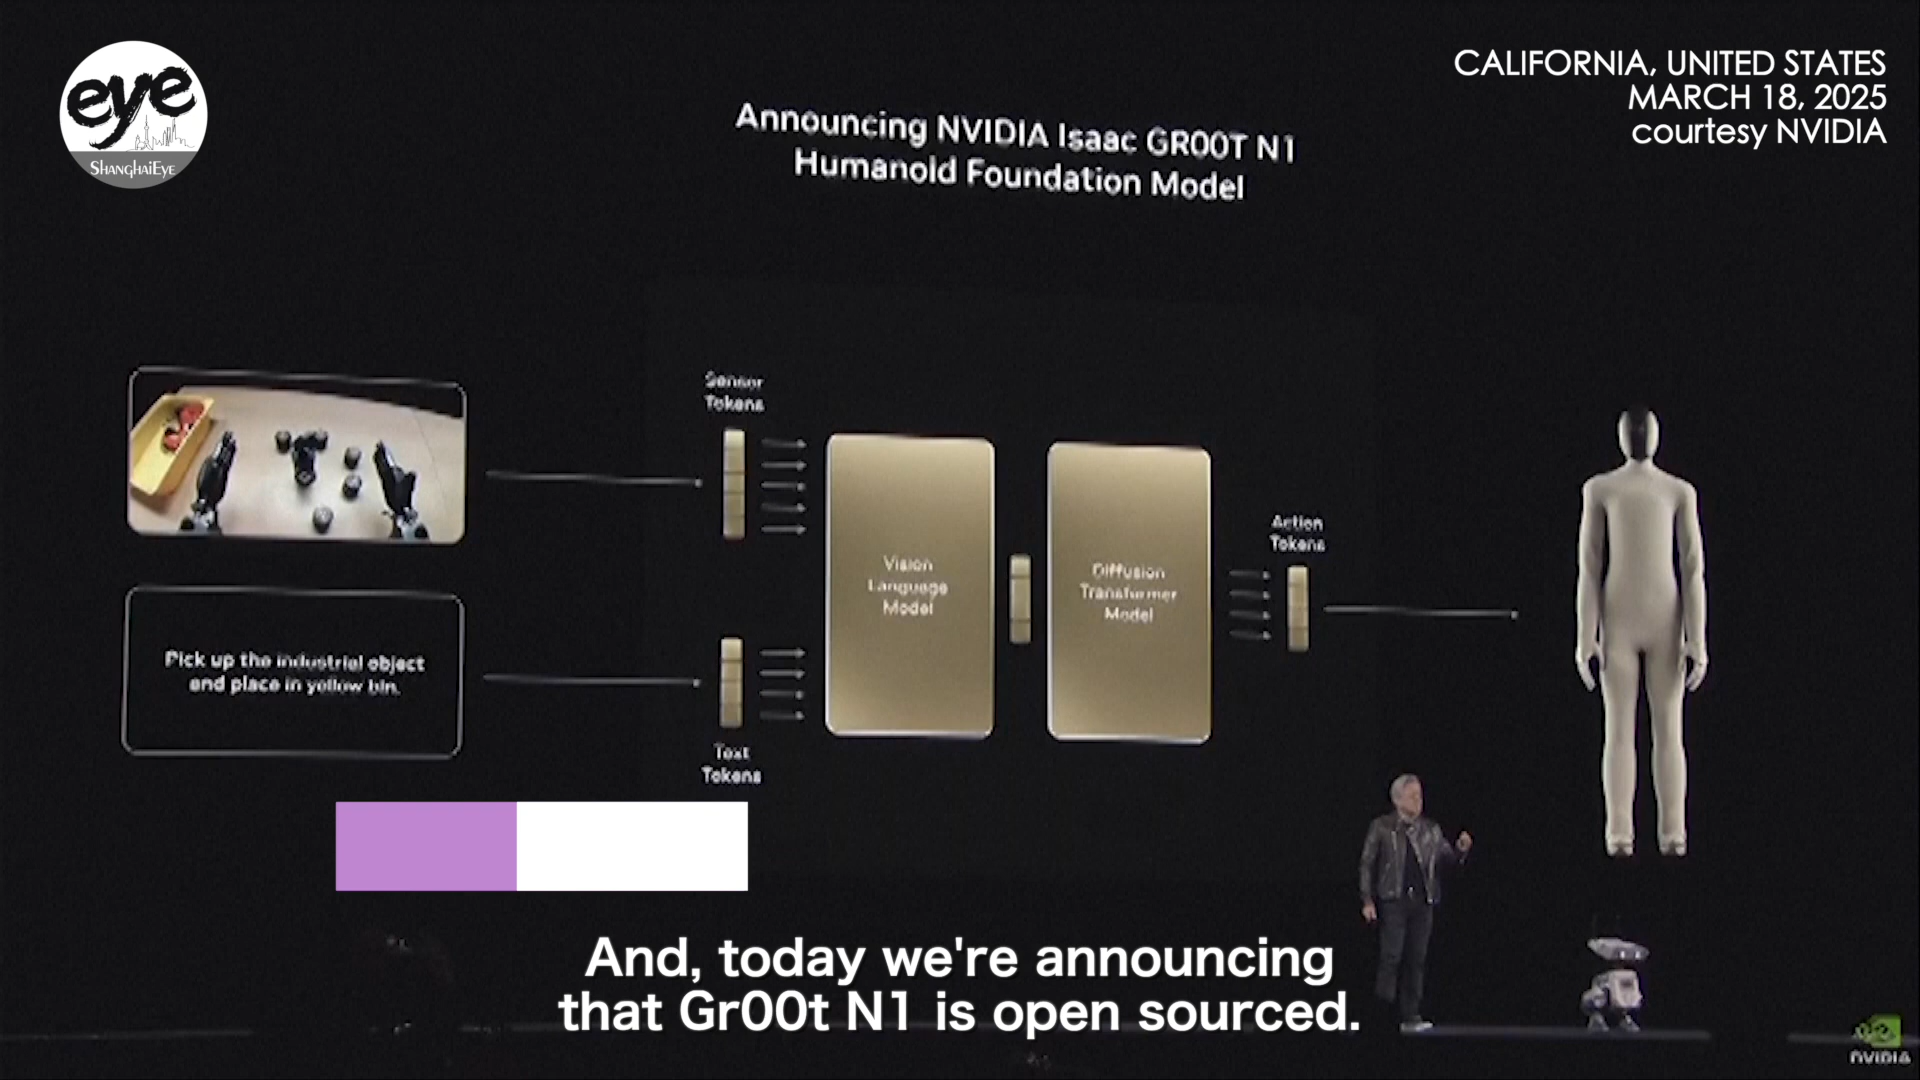 eye
SHANGHAIEYE
CALIFORNIA, UNITED STATES
MARCH 18, 2025
courtesy NVIDIA
Announcing NVIDIA Isaac GR00T N1
Humanoid Foundation Model
Sensor
Tokens
Vision
Language
Model
Diffusion
Transformer
Model
Action
Tokens
Pick up the industrial object
and place in yellow bin.
Text
Tokens
And, today we're announcing
that Gr00t N1 is open sourced.
NVIDIA